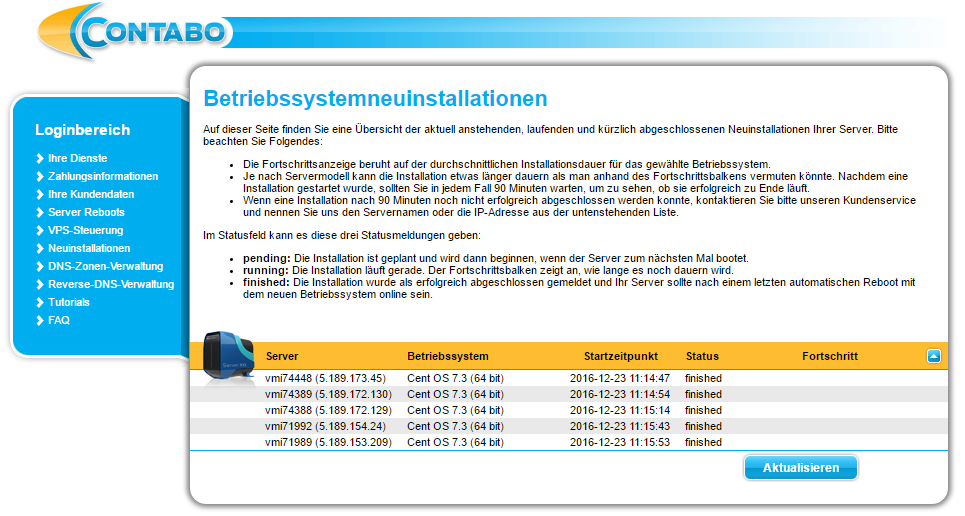 CONTABO
Betriebssystemneuinstallationen
Loginbereich
Ihre Dienste
Zahlungsinformationen
Ihre Kundendaten
Server Reboots
VPS-Steuerung
Neuinstallationen
DNS-Zonen-Verwaltung
Reverse-DNS-Verwaltung
Tutorials
FAQ
Auf dieser Seite finden Sie eine Übersicht der aktuell anstehenden, laufenden und kürzlich abgeschlossenen Neuinstallationen Ihrer Server. Bitte
beachten Sie Folgendes:
• Die Fortschrittsanzeige beruht auf der durchschnittlichen Installationsdauer für das gewählte Betriebssystem.
• Je nach Servermodell kann die Installation etwas länger dauern als man anhand des Fortschrittsbalkens vermuten könnte. Nachdem eine
Installation gestartet wurde, sollten Sie in jedem Fall 90 Minuten warten, um zu sehen, ob sie erfolgreich zu Ende läuft.
• Wenn eine Installation nach 90 Minuten noch nicht erfolgreich abgeschlossen werden konnte, kontaktieren Sie bitte unseren Kundenservice
und nennen Sie uns den Servernamen oder die IP-Adresse aus der untenstehenden Liste.
Im Statusfeld kann es diese drei Statusmeldungen geben:
• pending: Die Installation ist geplant und wird dann beginnen, wenn der Server zum nächsten Mal bootet.
• running: Die Installation läuft gerade. Der Fortschrittsbalken zeigt an, wie lange es noch dauern wird.
• finished: Die Installation wurde als erfolgreich abgeschlossen gemeldet und Ihr Server sollte nach einem letzten automatischen Reboot mit
dem neuen Betriebssystem online sein.
Server Betriebssystem Startzeitpunkt Status Fortschritt
vmi74448 (5.189.173.45) Cent OS 7.3 (64 bit) 2016-12-23 11:14:47 finished
vmi74389 (5.189.172.130) Cent OS 7.3 (64 bit) 2016-12-23 11:14:54 finished
vmi74388 (5.189.172.129) Cent OS 7.3 (64 bit) 2016-12-23 11:15:14 finished
vmi71992 (5.189.154.24) Cent OS 7.3 (64 bit) 2016-12-23 11:15:43 finished
vmi71989 (5.189.153.209) Cent OS 7.3 (64 bit) 2016-12-23 11:15:53 finished
Aktualisieren